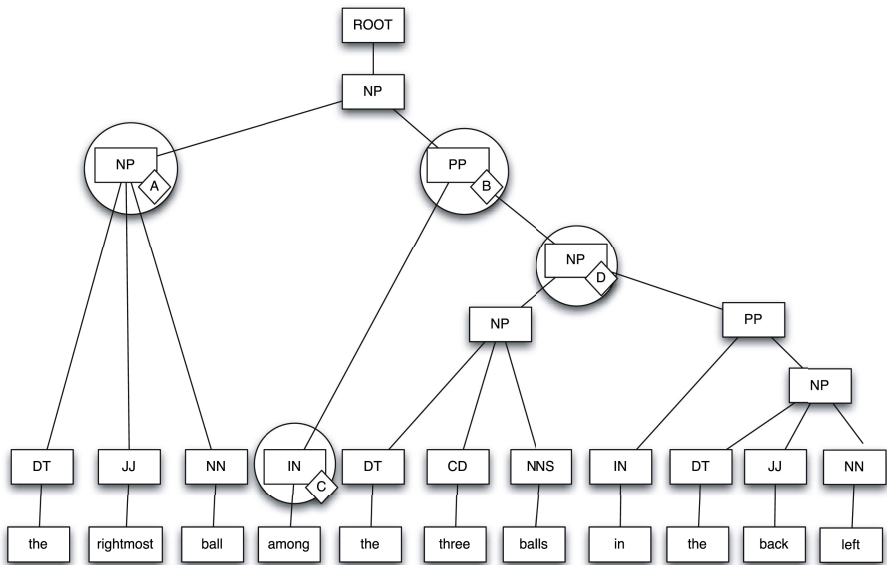 ROOT
NP
NP
A
PP
B
NP
D
NP
PP
NP
DT JJ NN IN DT CD NNS IN DT JJ NN
C
the rightmost ball among the three balls in the back left